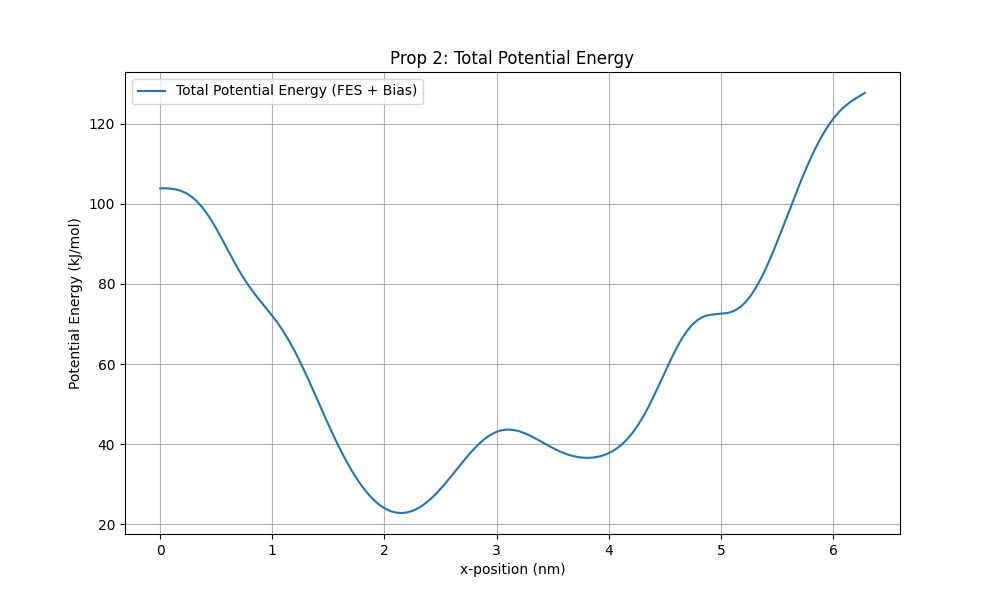 Prop 2: Total Potential Energy
Total Potential Energy (FES + Bias)
Potential Energy (kJ/mol)
120
100
80
60
40
20
0 1 2 3 4 5 6
x-position (nm)